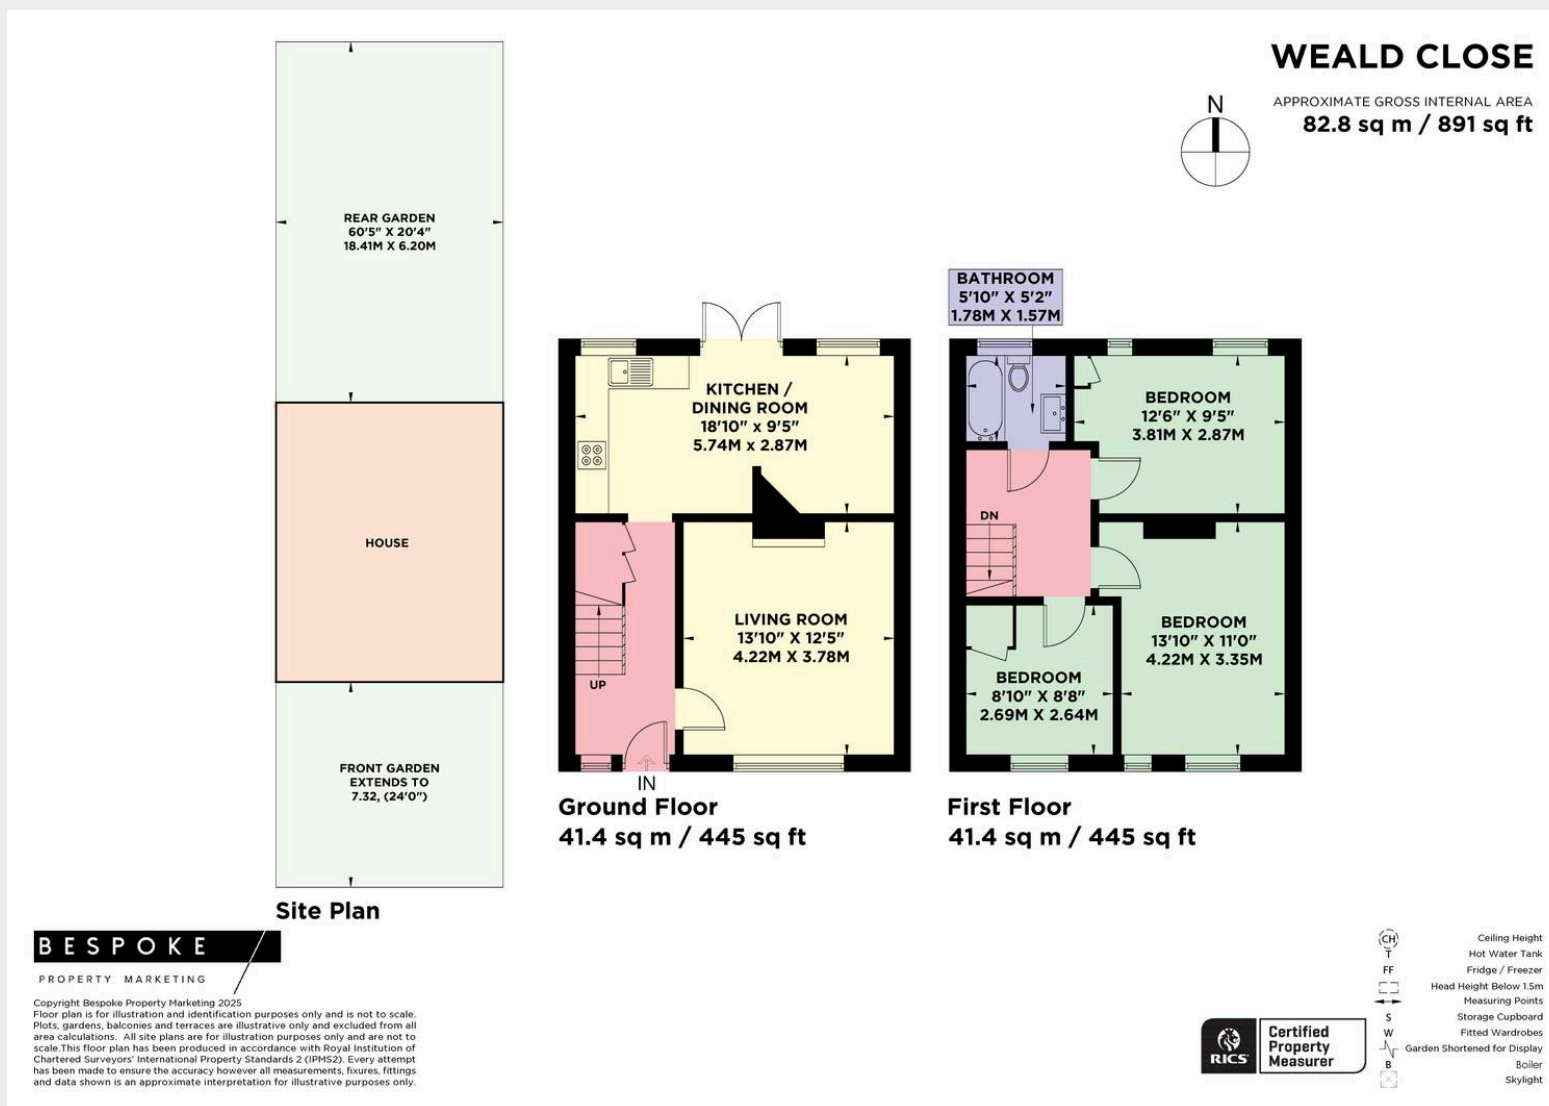 WEALD CLOSE
APPROXIMATE GROSS INTERNAL AREA
82.8 sq m / 891 sq ft
N
REAR GARDEN
60'5" X 20'4"
18.41M X 6.20M
HOUSE
FRONT GARDEN
EXTENDS TO
7.32, (24'0")
Site Plan
KITCHEN /
DINING ROOM
18'10" x 9'5"
5.74M x 2.87M
LIVING ROOM
13'10" X 12'5"
4.22M X 3.78M
UP
IN
Ground Floor
41.4 sq m / 445 sq ft
BATHROOM
5'10" X 5'2"
1.78M X 1.57M
BEDROOM
12'6" X 9'5"
3.81M X 2.87M
DN
BEDROOM
13'10" X 11'0"
4.22M X 3.35M
BEDROOM
8'10" X 8'8"
2.69M X 2.64M
First Floor
41.4 sq m / 445 sq ft
BESPOKE
PROPERTY MARKETING
Copyright Bespoke Property Marketing 2025
Floor plan is for illustration and identification purposes only and is not to scale.
Plots, gardens, balconies and terraces are illustrative only and excluded from all
area calculations. All site plans are for illustration purposes only and are not to
scale.This floor plan has been produced in accordance with Royal Institution of
Chartered Surveyors' International Property Standards 2 (IPMS2). Every attempt
has been made to ensure the accuracy however all measurements, fixures, fittings
and data shown is an approximate interpretation for illustrative purposes only.
RICS
Certified
Property
Measurer
CH Ceiling Height
T Hot Water Tank
FF Fridge / Freezer
Head Height Below 1.5m
Measuring Points
S Storage Cupboard
W Fitted Wardrobes
Garden Shortened for Display
B Boiler
Skylight